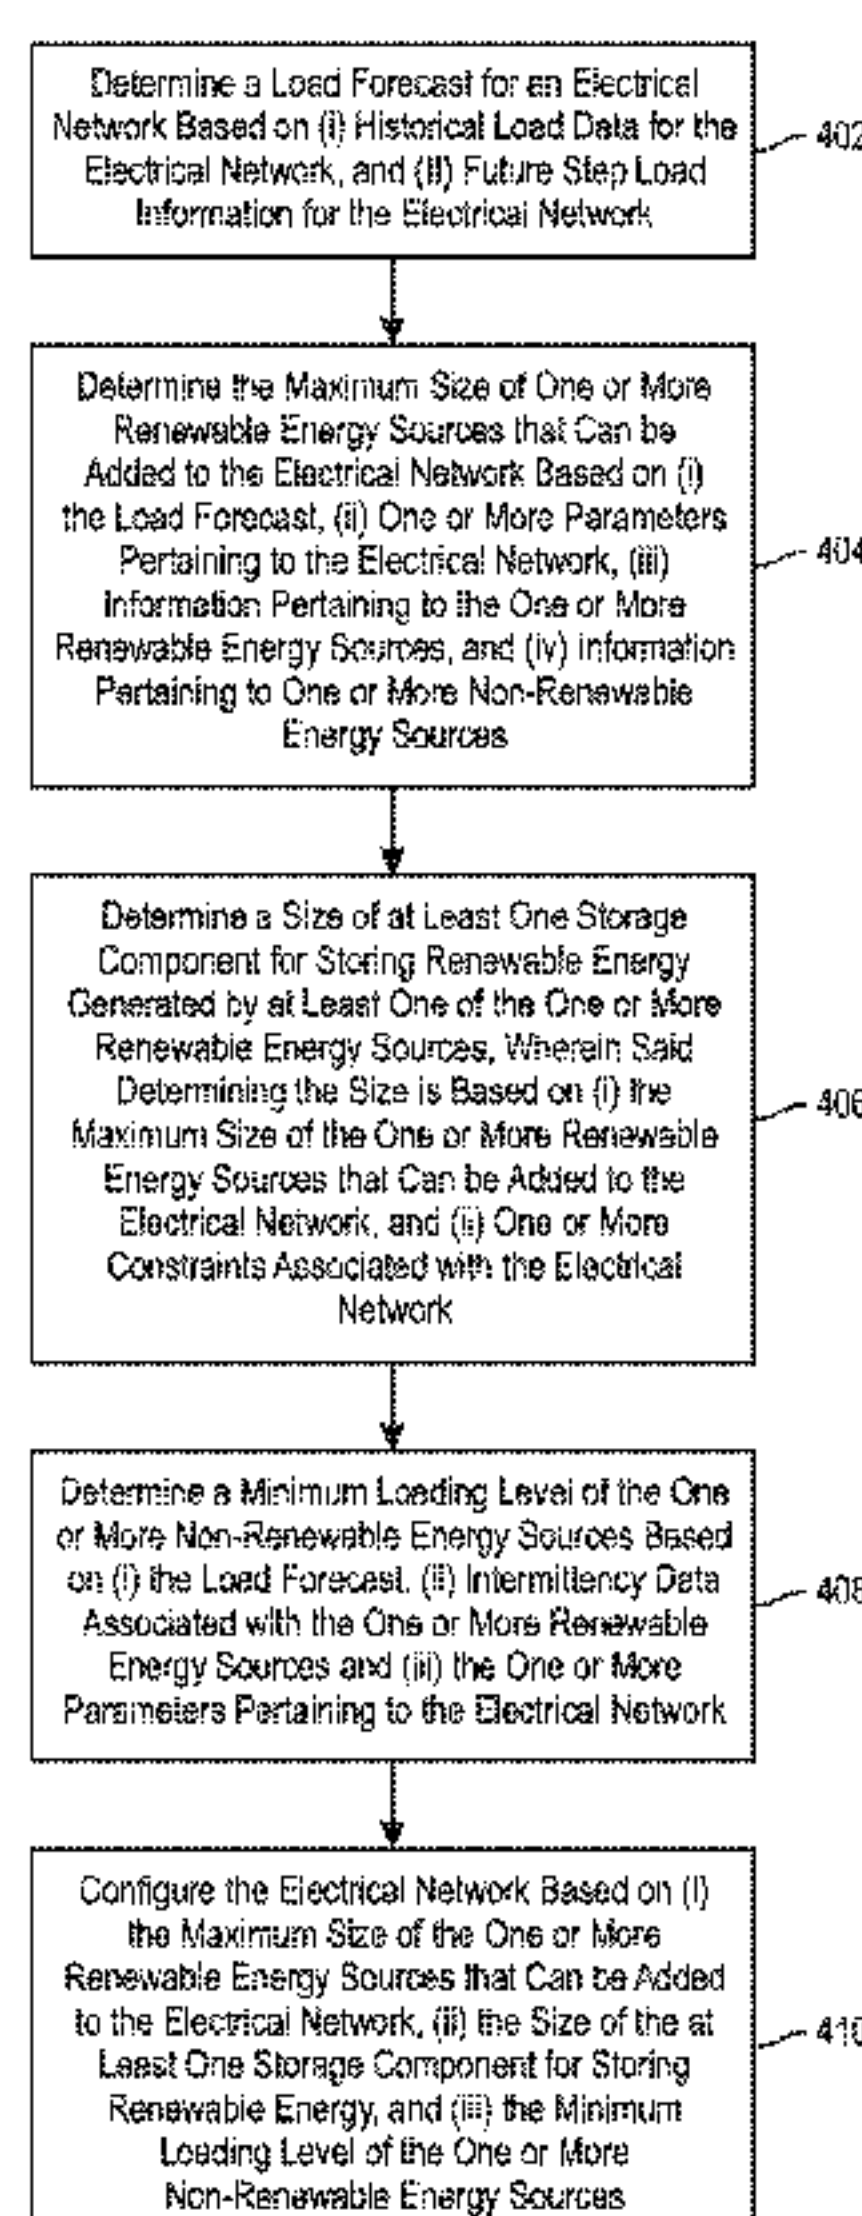 Determine a Load Forecast for an Electrical
Network Based on (i) Historical Load Data for the
Electrical Network, and (ii) Future Step Load
Information for the Electrical Network
402
Determine the Maximum Size of One or More
Renewable Energy Sources that Can be
Added to the Electrical Network Based on (i)
the Load Forecast, (ii) One or More Parameters
Pertaining to the Electrical Network, (iii)
Information Pertaining to the One or More
Renewable Energy Sources, and (iv) Information
Pertaining to One or More Non-Renewable
Energy Sources
404
Determine a Size of at Least One Storage
Component for Storing Renewable Energy
Generated by at Least One of the One or More
Renewable Energy Sources, Wherein Said
Determining the Size is Based on (i) the
Maximum Size of the One or More Renewable
Energy Sources that Can be Added to the
Electrical Network, and (ii) One or More
Constraints Associated with the Electrical
Network
406
Determine a Minimum Loading Level of the One
or More Non-Renewable Energy Sources Based
on (i) the Load Forecast, (ii) Intermittency Data
Associated with the One or More Renewable
Energy Sources and (iii) the One or More
Parameters Pertaining to the Electrical Network
408
Configure the Electrical Network Based on (i)
the Maximum Size of the One or More
Renewable Energy Sources that Can be Added
to the Electrical Network, (ii) the Size of the at
Least One Storage Component for Storing
Renewable Energy, and (iii) the Minimum
Loading Level of the One or More
Non-Renewable Energy Sources
410